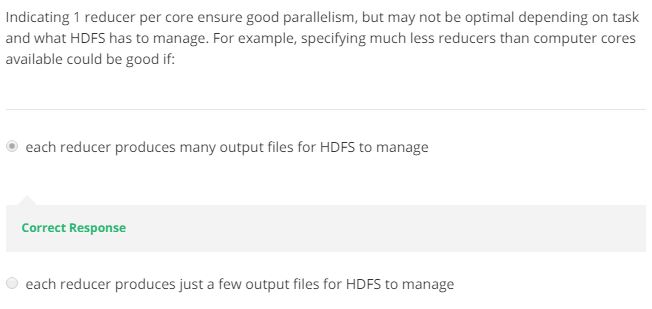 Indicating 1 reducer per core ensure good parallelism, but may not be optimal depending on task
and what HDFS has to manage. For example, specifying much less reducers than computer cores
available could be good if:
each reducer produces many output files for HDFS to manage
Correct Response
each reducer produces just a few output files for HDFS to manage